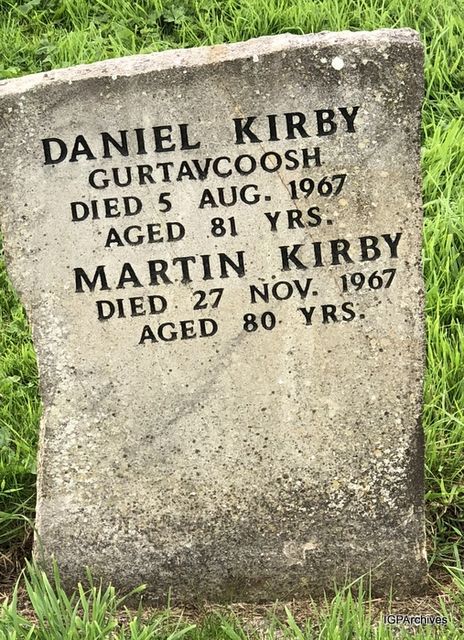 DANIEL KIRBY
GURTAVCOOSH
DIED 5 AUG. 1967
AGED 81 YRS.
MARTIN KIRBY
DIED 27 NOV. 1967
AGED 80 YRS.
IGPArchives